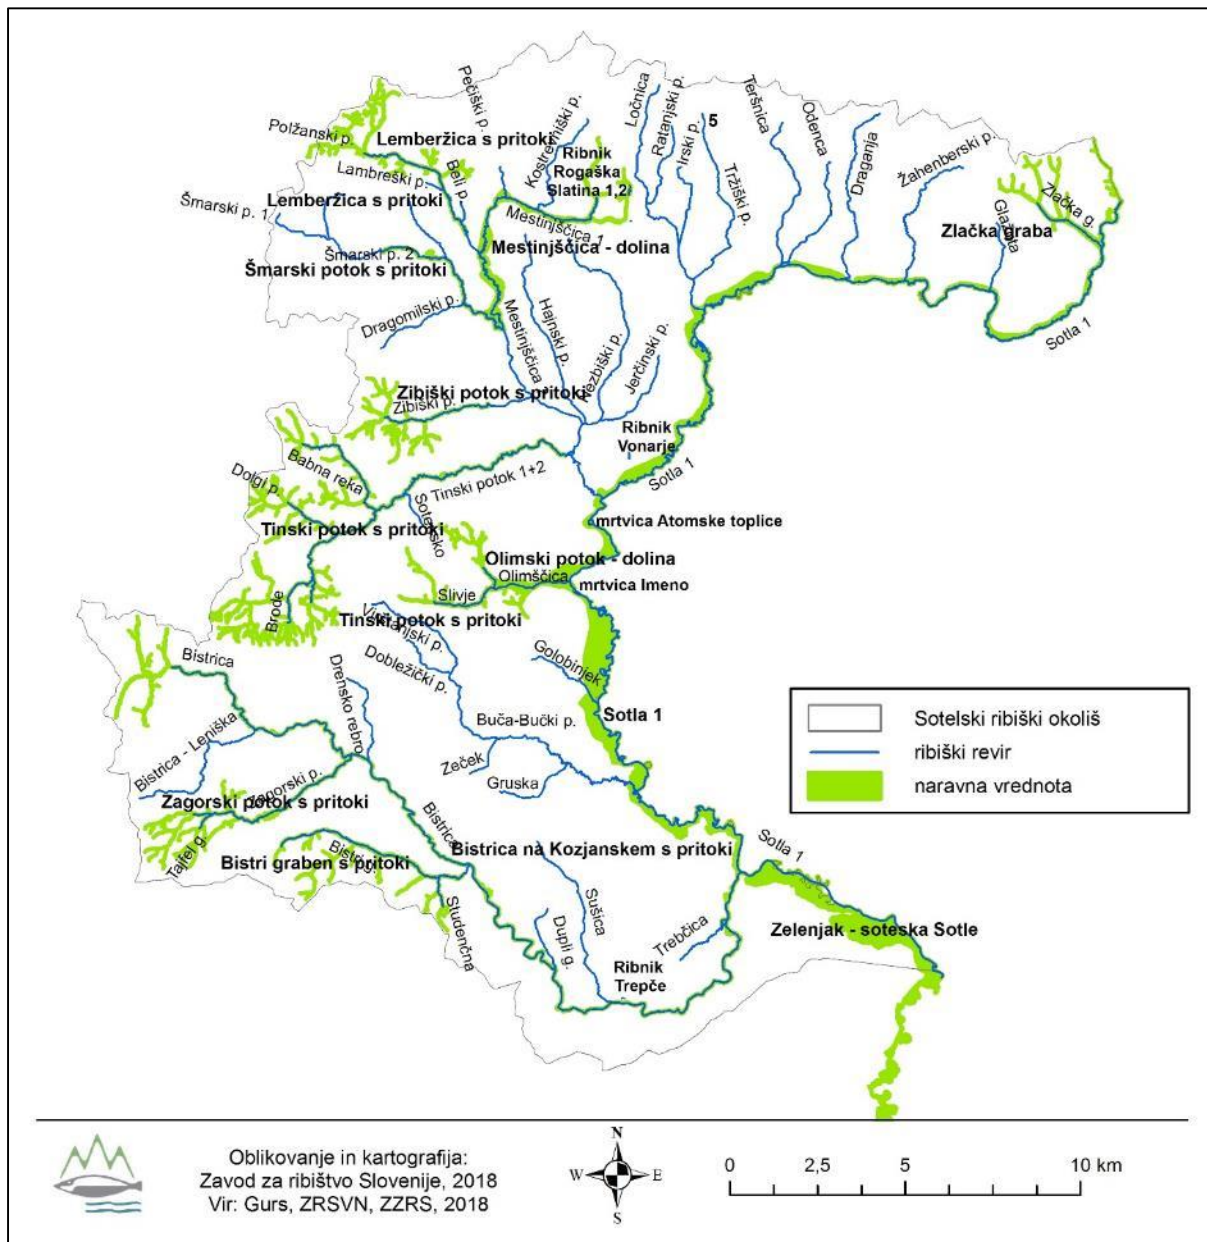 Pečiški p.
Kostrevniški p.
Ločnica
Ratanjski p.
Irski p.
5
Tržiški p.
Teršnica
Odenca
Draganja
Žahenberski p.
Polžanski p.
Lemberžica s pritoki
Ribnik
Rogaška
Slatina 1,2
Lambreški p.
Beli p.
Lemberžica s pritoki
Šmarski p. 1
Mestinjščica 1
Mestinjščica - dolina
Zlačka g.
Glažuta
Zlačka graba
Šmarski p. 2
Šmarski potok s pritoki
Dragomilski p.
Mestinjščica
Hajnski p.
Nezbiški p.
Jerčinski p.
Sotla 1
Zibiški potok s pritoki
Zibiški p.
Ribnik
Vonarje
Babna reka
Dolgi p.
Tinski potok 1+2
Sotensko
Sotla 1
Tinski potok s pritoki
mrtvica Atomske toplice
Olimski potok - dolina
Olimščica
mrtvica Imeno
Slivje
Brode
Tinski potok s pritoki
Dobležički p.
Golobinjek
Bistrica
Drensko rebro
Sotla 1
Buča-Bučki p.
Bistrica - Leniška
Zeček
Gruska
Zagorski p.
Zagorski potok s pritoki
Tajfel g.
Bistrica
Bistri g.
Bistri graben s pritoki
Bistrica na Kozjanskem s pritoki
Sotla 1
Studenčna
Sušica
Dupli g.
Trebčica
Zelenjak - soteska Sotle
Ribnik
Trepče
Sotelski ribiški okoliš
ribiški revir
naravna vrednota
Oblikovanje in kartografija:
Zavod za ribištvo Slovenije, 2018
Vir: Gurs, ZRSVN, ZZRS, 2018
N
W E
S
0 2,5 5 10 km